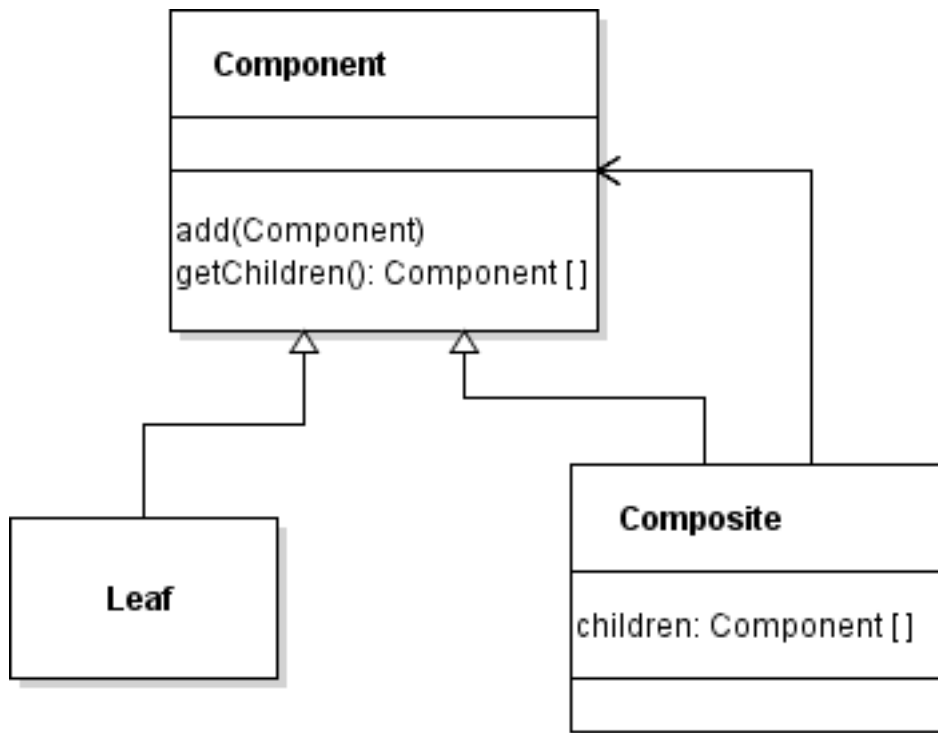 Component
add(Component)
getChildren(): Component [ ]
Leaf
Composite
children: Component [ ]